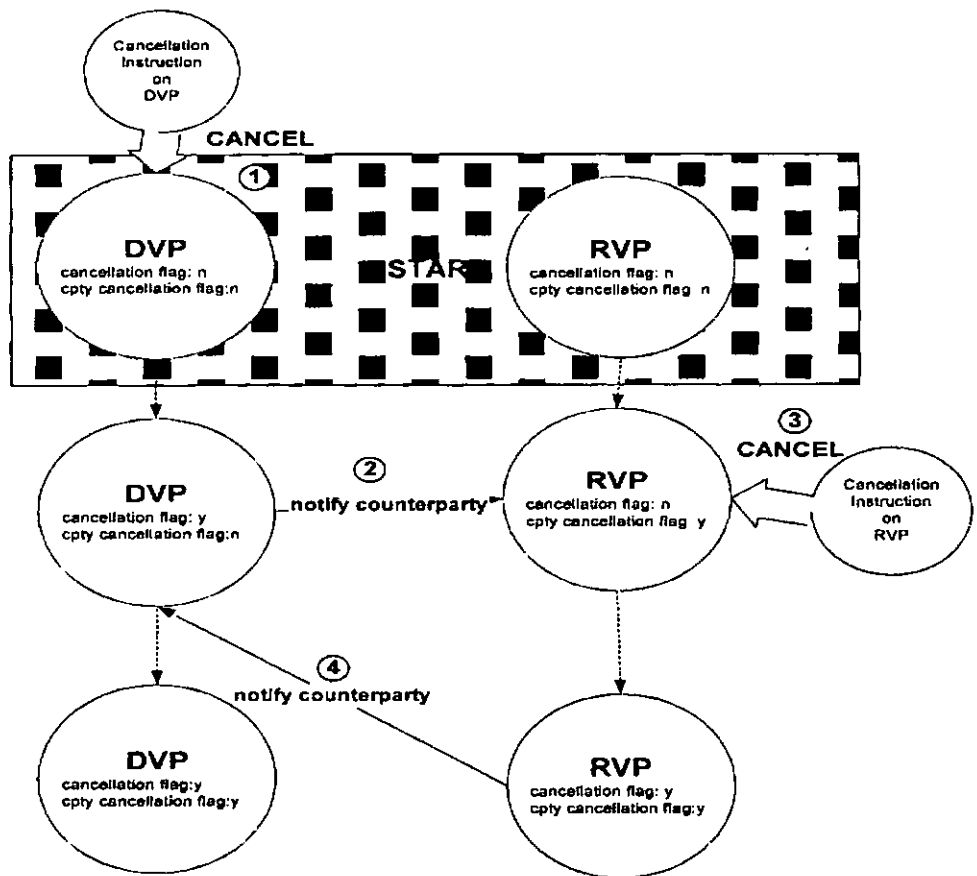 Cancellation
Instruction
on
DVP
CANCEL
1
DVP
cancellation flag: n
cpty cancellation flag:n
STAR
RVP
cancellation flag: n
cpty cancellation flag n
DVP
cancellation flag: y
cpty cancellation flag:n
2
notify counterparty
RVP
cancellation flag: n
cpty cancellation flag y
3
CANCEL
Cancellation
Instruction
on
RVP
4
notify counterparty
DVP
cancellation flag:y
cpty cancellation flag:y
RVP
cancellation flag: y
cpty cancellation flag:y